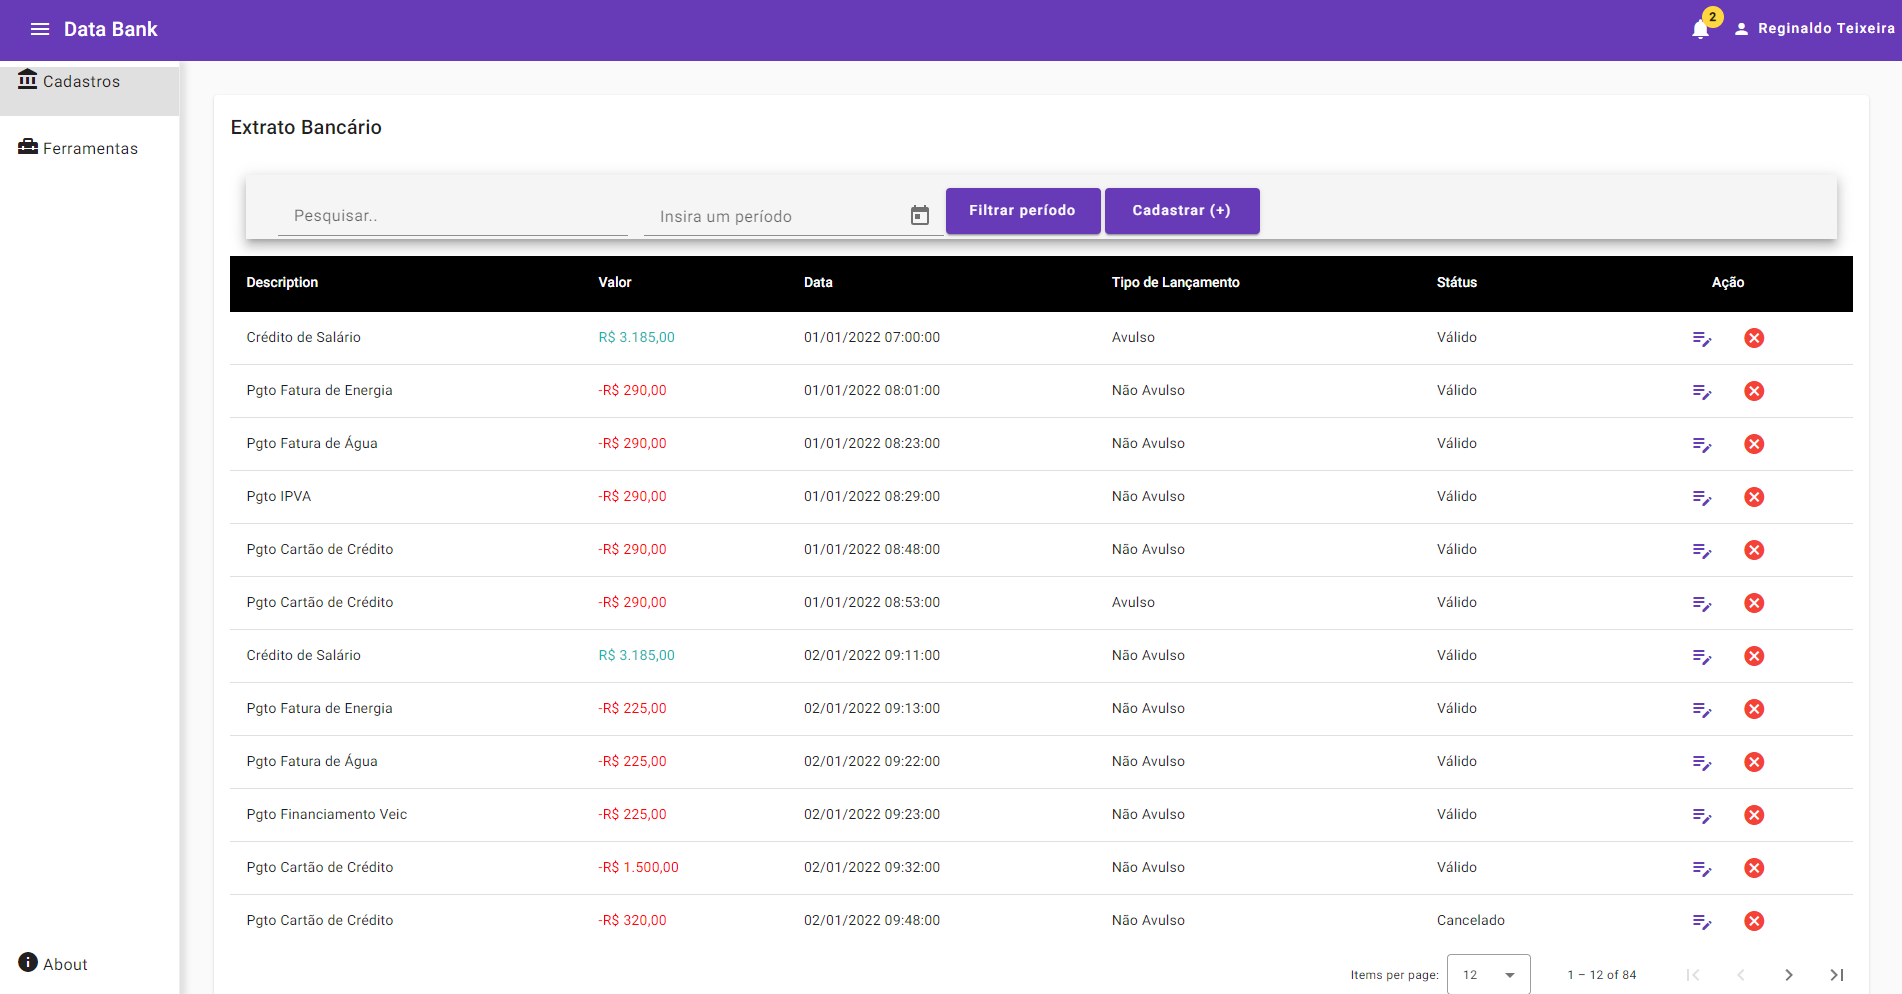 Data Bank
2
Reginaldo Teixeira
Cadastros
Ferramentas
About
Extrato Bancário
Pesquisar..
Insira um período
Filtrar período
Cadastrar (+)
Description Valor Data Tipo de Lançamento Státus Ação
Crédito de Salário R$ 3.185,00 01/01/2022 07:00:00 Avulso Válido
Pgto Fatura de Energia -R$ 290,00 01/01/2022 08:01:00 Não Avulso Válido
Pgto Fatura de Água -R$ 290,00 01/01/2022 08:23:00 Não Avulso Válido
Pgto IPVA -R$ 290,00 01/01/2022 08:29:00 Não Avulso Válido
Pgto Cartão de Crédito -R$ 290,00 01/01/2022 08:48:00 Não Avulso Válido
Pgto Cartão de Crédito -R$ 290,00 01/01/2022 08:53:00 Avulso Válido
Crédito de Salário R$ 3.185,00 02/01/2022 09:11:00 Não Avulso Válido
Pgto Fatura de Energia -R$ 225,00 02/01/2022 09:13:00 Não Avulso Válido
Pgto Fatura de Água -R$ 225,00 02/01/2022 09:22:00 Não Avulso Válido
Pgto Financiamento Veic -R$ 225,00 02/01/2022 09:23:00 Não Avulso Válido
Pgto Cartão de Crédito -R$ 1.500,00 02/01/2022 09:32:00 Não Avulso Válido
Pgto Cartão de Crédito -R$ 320,00 02/01/2022 09:48:00 Não Avulso Cancelado
Items per page: 12 1 – 12 of 84